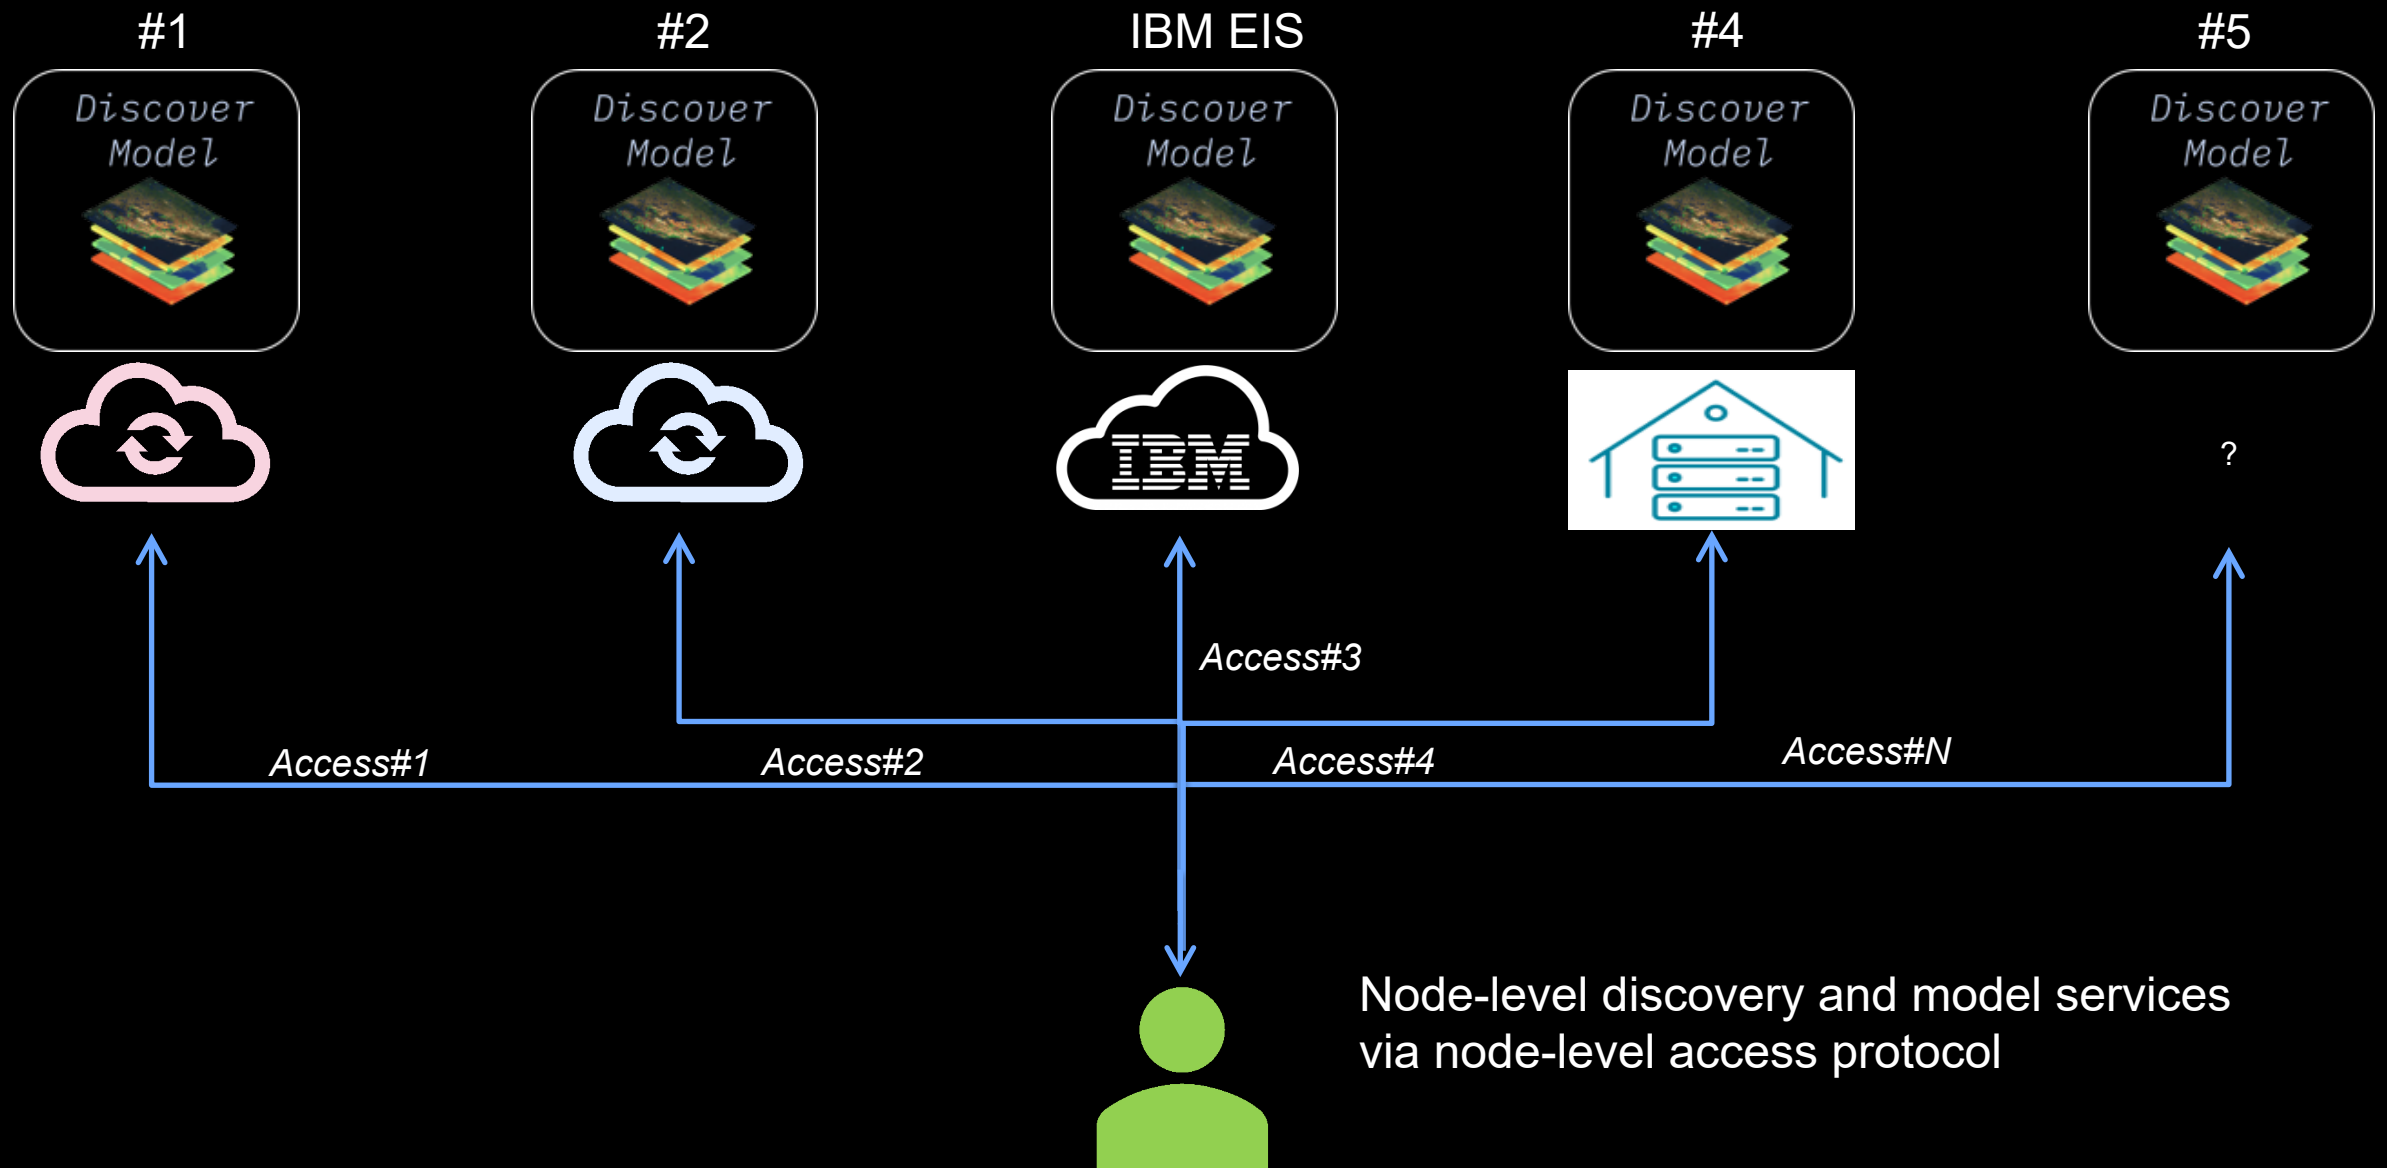 #1
#2
IBM EIS
#4
#5
Discover
Model
Discover
Model
Discover
Model
Discover
Model
Discover
Model
IBM
?
Access#3
Access#1
Access#2
Access#4
Access#N
Node-level discovery and model services
via node-level access protocol